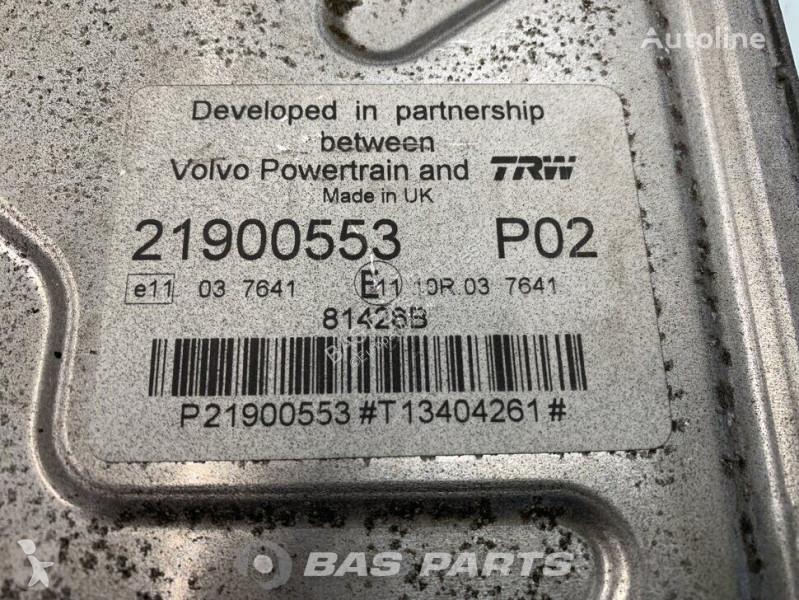 Autoline
Developed in partnership
between
Volvo Powertrain and TRW
Made in UK
21900553 P02
e11 03 7641 E11 10R.03 7641
81426B
P21900553#T13404261#
BAS PARTS